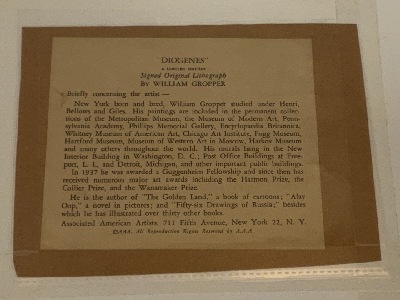 "DIOGENES"
A LIMITED EDITION
Signed Original Lithograph
BY WILLIAM GROPPER
Briefly concerning the artist —
New York born and bred, William Gropper studied under Henri,
Bellows and Giles. His paintings are included in the permanent collec-
tions of the Metropolitan Museum, the Museum of Modern Art, Penn-
sylvania Academy, Phillips Memorial Gallery, Encyclopaedia Britannica,
Whitney Museum of American Art, Chicago Art Institute, Fogg Museum,
Hartford Museum, Museum of Western Art in Moscow, Harlow Museum
and many others throughout the world. His murals hang in the New
Interior Building in Washington, D. C.; Post Office Buildings at Free-
port, L. I., and Detroit, Michigan, and other important public buildings.
In 1937 he was awarded a Guggenheim Fellowship and since then has
received numerous major art awards including the Harmon Prize, the
Collier Prize, and the Wanamaker Prize.
He is the author of "The Golden Land," a book of cartoons; "Alay
Oop," a novel in pictures; and "Fifty-six Drawings of Russia;" besides
which he has illustrated over thirty other books.
Associated American Artists, 711 Fifth Avenue, New York 22, N. Y.
©AAA. All Reproduction Rights Reserved by A.A.A.